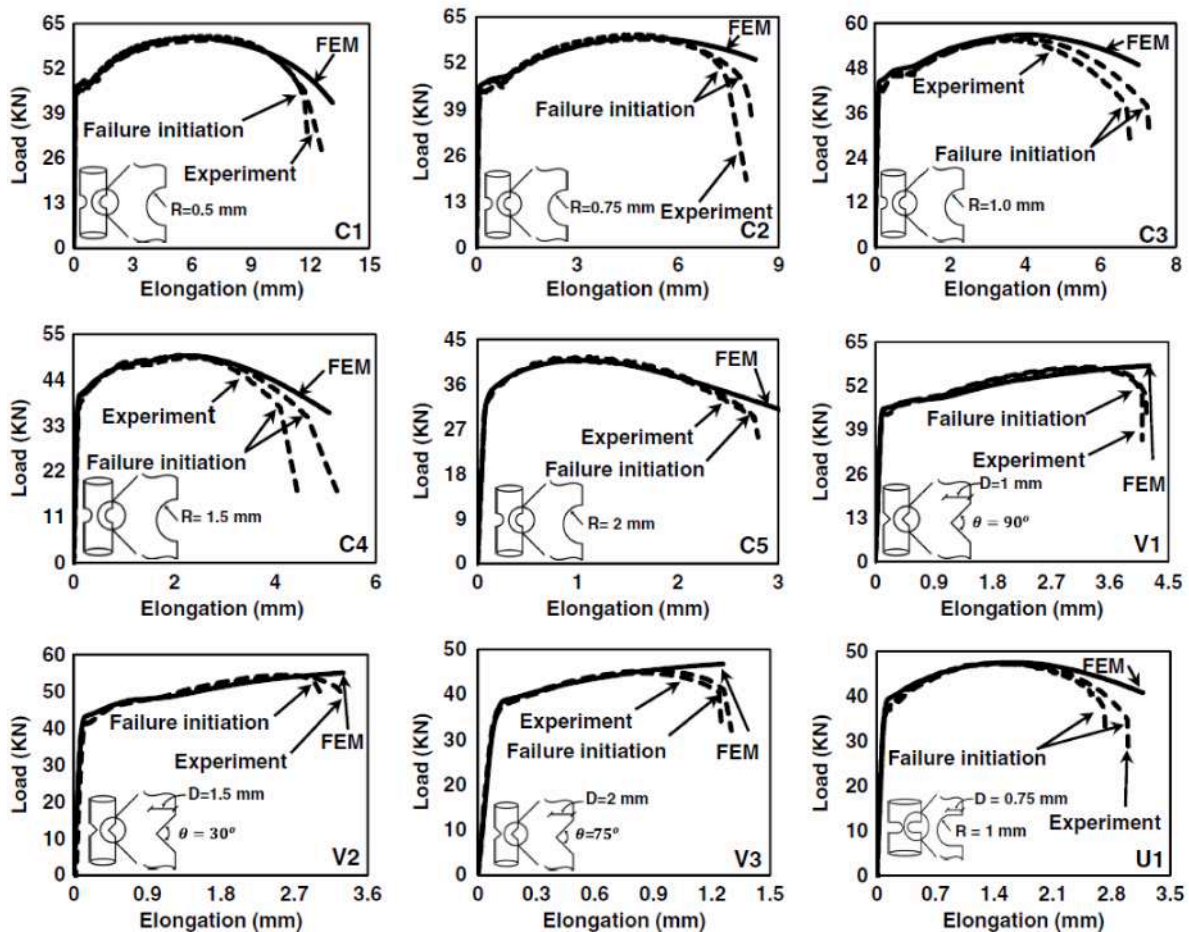 65
52
39
26
13
0
Load (KN)
FEM
Failure initiation
Experiment
R=0.5 mm
C1
0 3 6 9 12 15
Elongation (mm)
65
52
39
26
13
0
Load (KN)
FEM
Failure initiation
Experiment
R=0.75 mm
C2
0 3 6 9
Elongation (mm)
60
48
36
24
12
0
Load (KN)
FEM
Experiment
Failure initiation
R=1.0 mm
C3
0 2 4 6 8
Elongation (mm)
55
44
33
22
11
0
Load (KN)
FEM
Experiment
Failure initiation
R= 1.5 mm
C4
0 2 4 6
Elongation (mm)
45
36
27
18
9
0
Load (KN)
FEM
Experiment
Failure initiation
R= 2 mm
C5
0 1 2 3
Elongation (mm)
65
52
39
26
13
0
Load (KN)
Failure initiation
Experiment
FEM
D=1 mm
θ = 90º
V1
0 0.9 1.8 2.7 3.6 4.5
Elongation (mm)
60
50
40
30
20
10
0
Load (KN)
Failure initiation
FEM
Experiment
D=1.5 mm
θ = 30º
V2
0 0.9 1.8 2.7 3.6
Elongation (mm)
50
40
30
20
10
0
Load (KN)
Experiment
Failure initiation
FEM
D=2 mm
θ=75º
V3
0 0.3 0.6 0.9 1.2 1.5
Elongation (mm)
50
40
30
20
10
0
Load (KN)
FEM
Failure initiation
Experiment
D = 0.75 mm
R = 1 mm
U1
0 0.7 1.4 2.1 2.8 3.5
Elongation (mm)